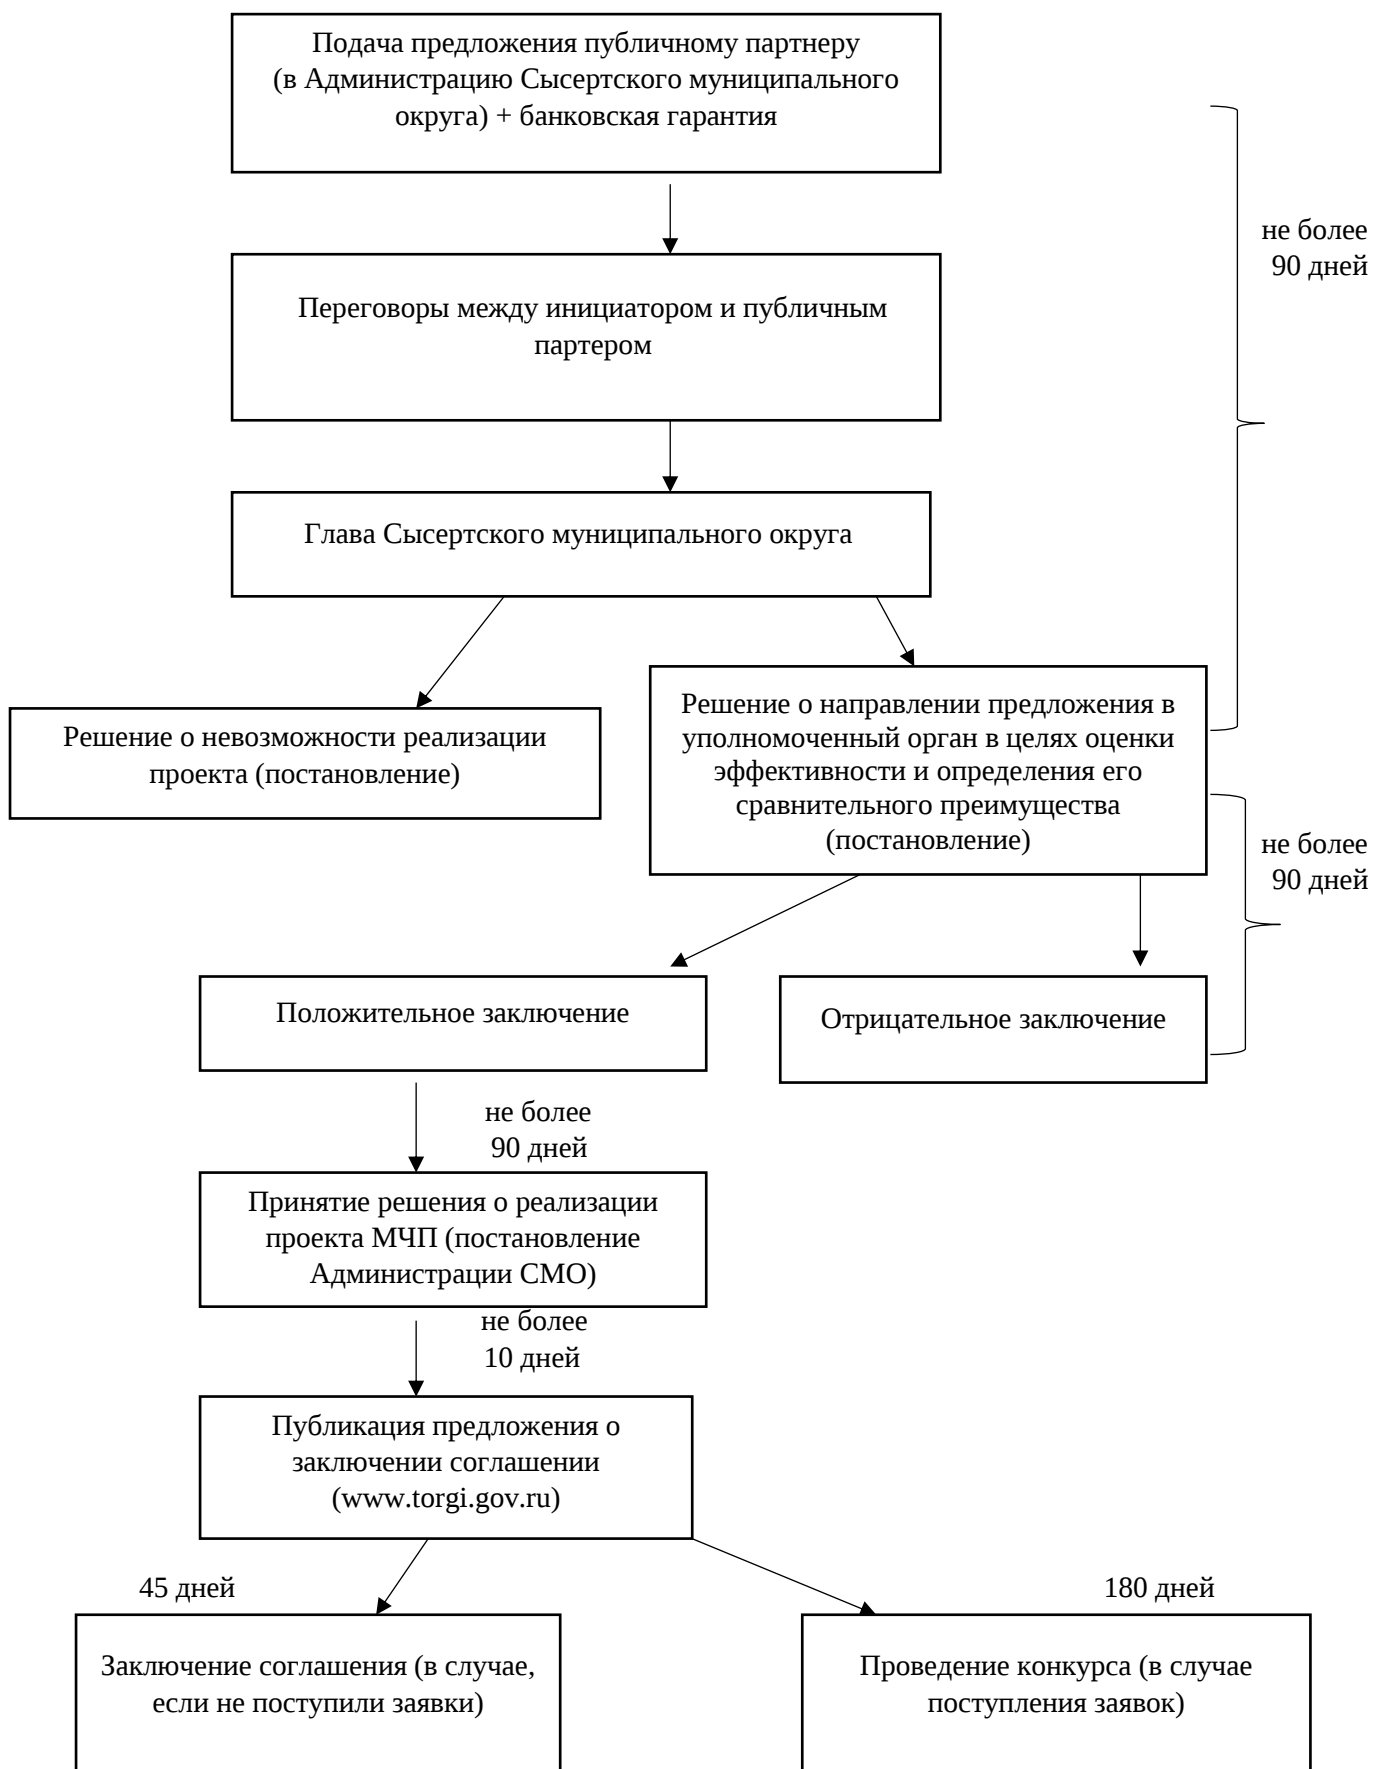 Подача предложения публичному партнеру
(в Администрацию Сысертского муниципального
округа) + банковская гарантия
не более
90 дней
Переговоры между инициатором и публичным
партером
Глава Сысертского муниципального округа
Решение о невозможности реализации
проекта (постановление)
Решение о направлении предложения в
уполномоченный орган в целях оценки
эффективности и определения его
сравнительного преимущества
(постановление)
не более
90 дней
Положительное заключение
Отрицательное заключение
не более
90 дней
Принятие решения о реализации
проекта МЧП (постановление
Администрации СМО)
не более
10 дней
Публикация предложения о
заключении соглашении
(www.torgi.gov.ru)
45 дней
180 дней
Заключение соглашения (в случае,
если не поступили заявки)
Проведение конкурса (в случае
поступления заявок)